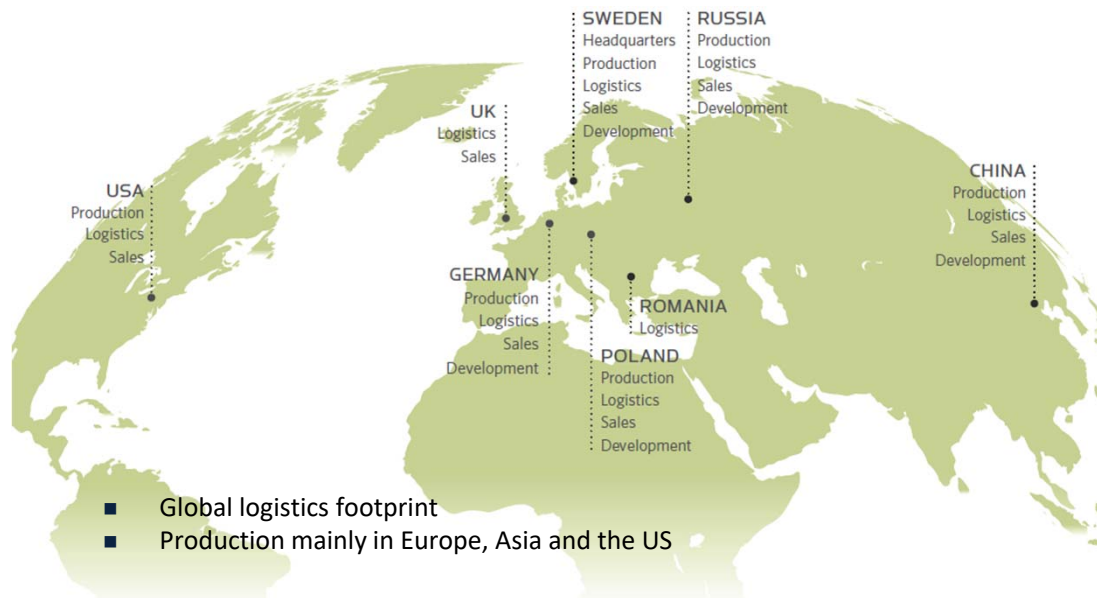 SWEDEN
Headquarters
Production
Logistics
Sales
Development
RUSSIA
Production
Logistics
Sales
Development
UK
Logistics
Sales
USA
Production
Logistics
Sales
CHINA
Production
Logistics
Sales
Development
GERMANY
Production
Logistics
Sales
Development
ROMANIA
Logistics
POLAND
Production
Logistics
Sales
Development
■ Global logistics footprint
■ Production mainly in Europe, Asia and the US